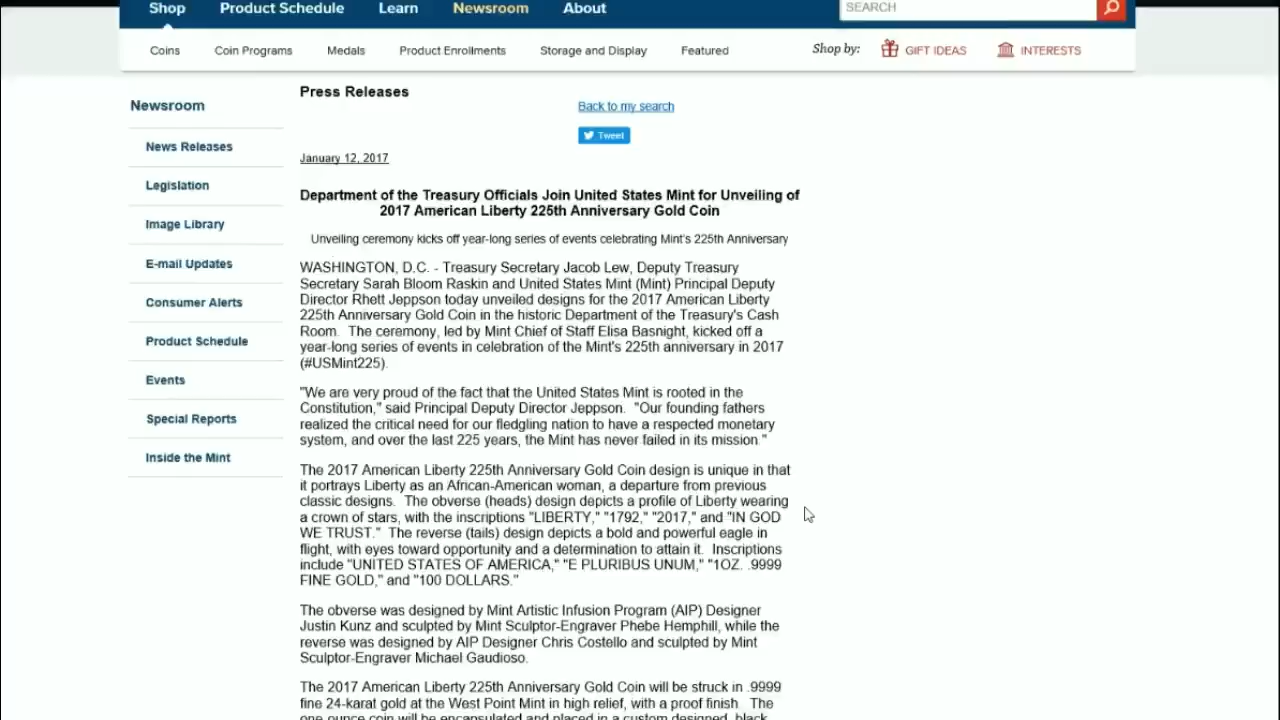 Shop Product Schedule Learn Newsroom About SEARCH
Coins Coin Programs Medals Product Enrollments Storage and Display Featured Shop by: GIFT IDEAS INTERESTS
Newsroom
News Releases
Legislation
Image Library
E-mail Updates
Consumer Alerts
Product Schedule
Events
Special Reports
Inside the Mint
Press Releases
Back to my search
Tweet
January 12, 2017
Department of the Treasury Officials Join United States Mint for Unveiling of
2017 American Liberty 225th Anniversary Gold Coin
Unveiling ceremony kicks off year-long series of events celebrating Mint's 225th Anniversary
WASHINGTON, D.C. - Treasury Secretary Jacob Lew, Deputy Treasury
Secretary Sarah Bloom Raskin and United States Mint (Mint) Principal Deputy
Director Rhett Jeppson today unveiled designs for the 2017 American Liberty
225th Anniversary Gold Coin in the historic Department of the Treasury's Cash
Room. The ceremony, led by Mint Chief of Staff Elisa Basnight, kicked off a
year-long series of events in celebration of the Mint's 225th anniversary in 2017
(#USMint225).
"We are very proud of the fact that the United States Mint is rooted in the
Constitution," said Principal Deputy Director Jeppson. "Our founding fathers
realized the critical need for our fledgling nation to have a respected monetary
system, and over the last 225 years, the Mint has never failed in its mission."
The 2017 American Liberty 225th Anniversary Gold Coin design is unique in that
it portrays Liberty as an African-American woman, a departure from previous
classic designs. The obverse (heads) design depicts a profile of Liberty wearing
a crown of stars, with the inscriptions "LIBERTY," "1792," "2017," and "IN GOD
WE TRUST." The reverse (tails) design depicts a bold and powerful eagle in
flight, with eyes toward opportunity and a determination to attain it. Inscriptions
include "UNITED STATES OF AMERICA," "E PLURIBUS UNUM," "1OZ. .9999
FINE GOLD," and "100 DOLLARS."
The obverse was designed by Mint Artistic Infusion Program (AIP) Designer
Justin Kunz and sculpted by Mint Sculptor-Engraver Phebe Hemphill, while the
reverse was designed by AIP Designer Chris Costello and sculpted by Mint
Sculptor-Engraver Michael Gaudioso.
The 2017 American Liberty 225th Anniversary Gold Coin will be struck in .9999
fine 24-karat gold at the West Point Mint in high relief, with a proof finish. The
one-ounce coin will be encapsulated and placed in a custom designed, black